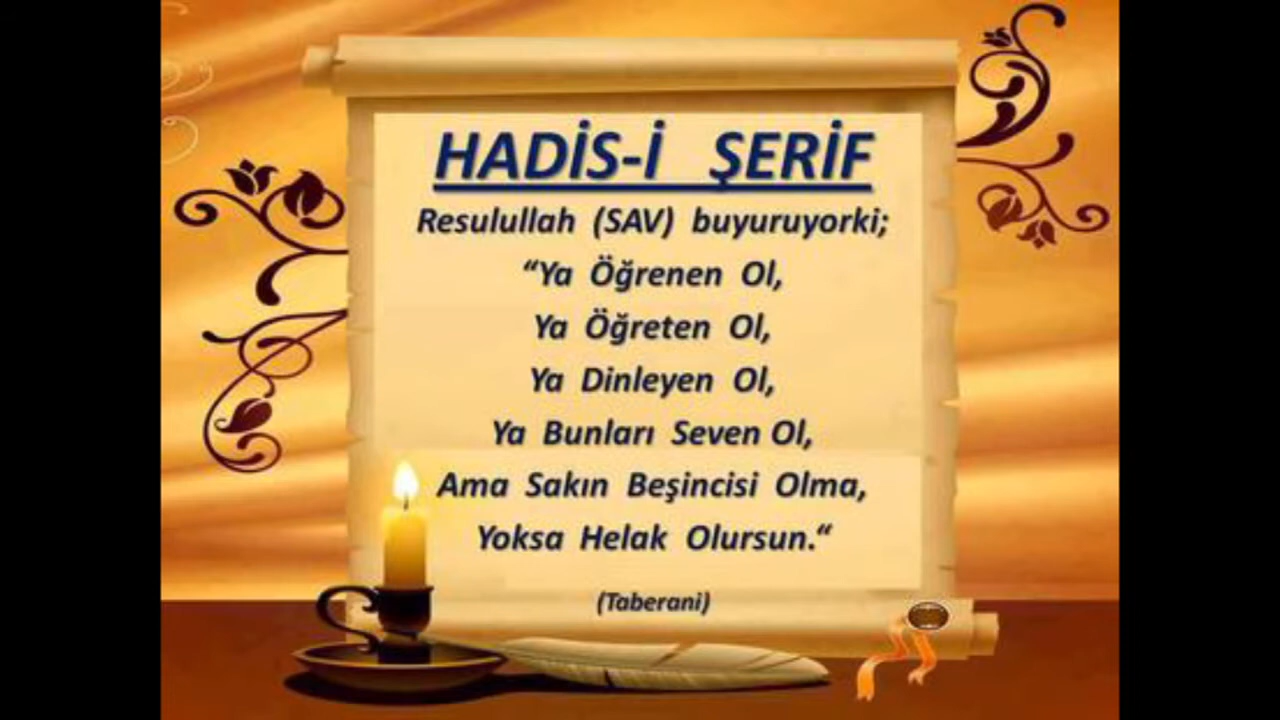 HADİS-İ ŞERİF
Resulullah (SAV) buyuruyorki;
“Ya Öğrenen Ol,
Ya Öğreten Ol,
Ya Dinleyen Ol,
Ya Bunları Seven Ol,
Ama Sakın Beşincisi Olma,
Yoksa Helak Olursun.“
(Taberani)